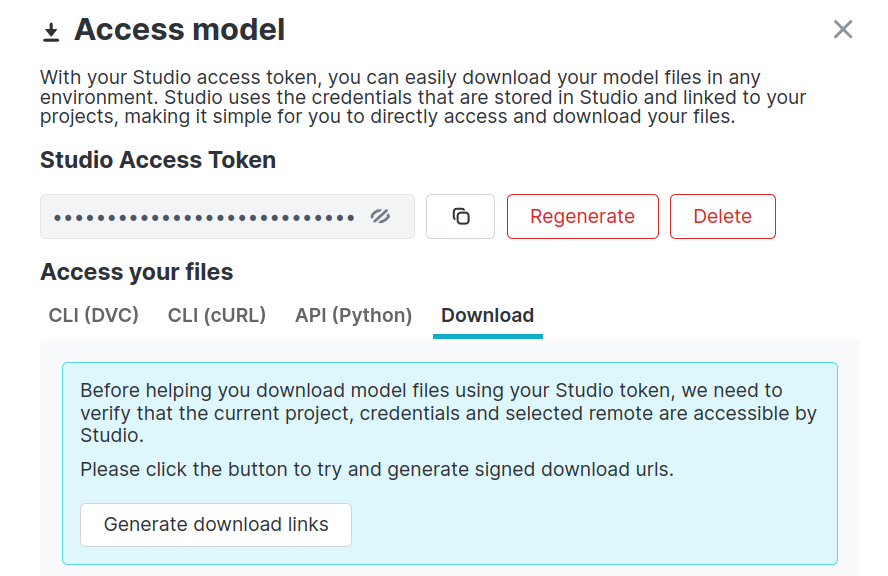 Access model
With your Studio access token, you can easily download your model files in any
environment. Studio uses the credentials that are stored in Studio and linked to your
projects, making it simple for you to directly access and download your files.
Studio Access Token
••••••••••••••••••••••••••
Regenerate
Delete
Access your files
CLI (DVC)
CLI (cURL)
API (Python)
Download
Before helping you download model files using your Studio token, we need to
verify that the current project, credentials and selected remote are accessible by
Studio.
Please click the button to try and generate signed download urls.
Generate download links